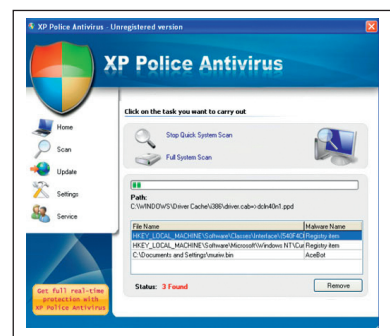 XP Police Antivirus - Unregistered version
XP Police Antivirus
Click on the task you want to carry out
Home
Scan
Update
Settings
Service
Stop Quick System Scan
Full System Scan
Path:
C:\WINDOWS\Driver Cache\i386\driver.cab=>dcln40n1.ppd
File Name Malware Name
HKEY_LOCAL_MACHINE\Software\Classes\Interface\{540F4C Registry item
HKEY_LOCAL_MACHINE\Software\Microsoft\Windows NT\Cur Registry item
C:\Documents and Settings\muriw.bin AceBot
Status: 3 Found
Remove
Get full real-time
protection with
XP Police Antivirus